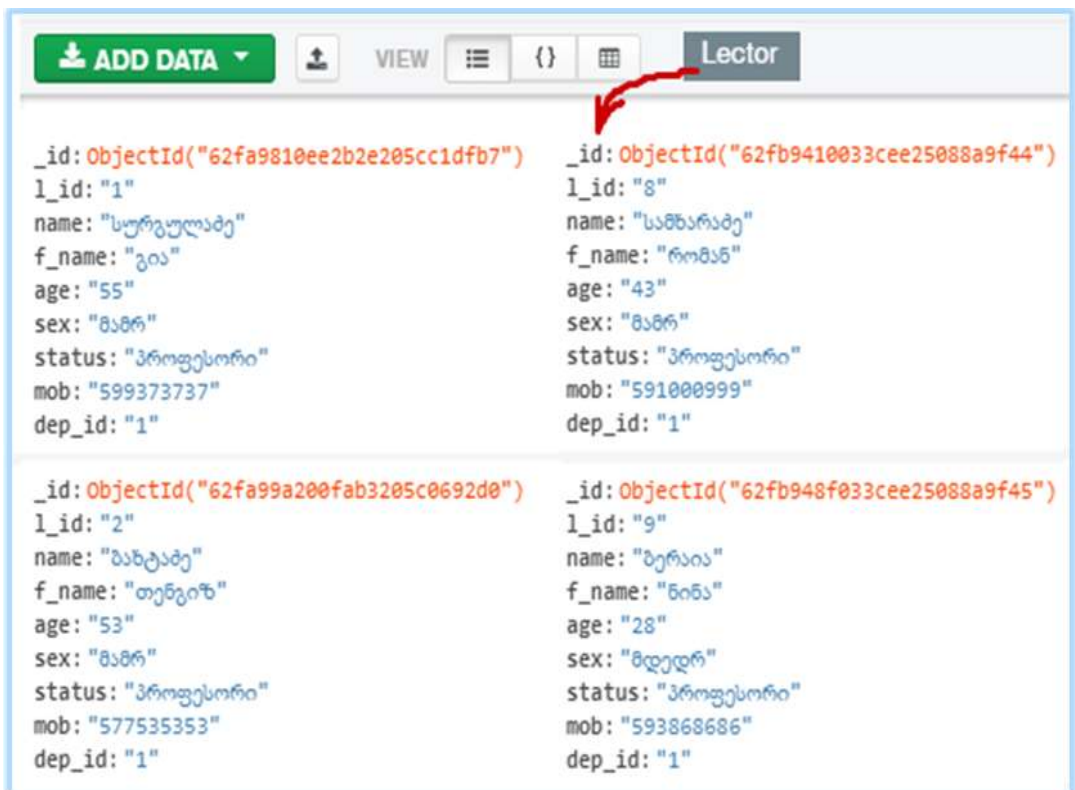 ADD DATA VIEW { } Lector
_id: ObjectId("62fa9810ee2b2e205cc1dfb7")
l_id: "1"
name: "სურგულაძე"
f_name: "გია"
age: "55"
sex: "მამრ"
status: "პროფესორი"
mob: "599373737"
dep_id: "1"
_id: ObjectId("62fb9410033cee25088a9f44")
l_id: "8"
name: "სამხარაძე"
f_name: "რომან"
age: "43"
sex: "მამრ"
status: "პროფესორი"
mob: "591000999"
dep_id: "1"
_id: ObjectId("62fa99a200fab3205c0692d0")
l_id: "2"
name: "ბახტაძე"
f_name: "თენგიზ"
age: "53"
sex: "მამრ"
status: "პროფესორი"
mob: "577535353"
dep_id: "1"
_id: ObjectId("62fb948f033cee25088a9f45")
l_id: "9"
name: "ბერაია"
f_name: "ნინა"
age: "28"
sex: "მდედრ"
status: "პროფესორი"
mob: "593868686"
dep_id: "1"